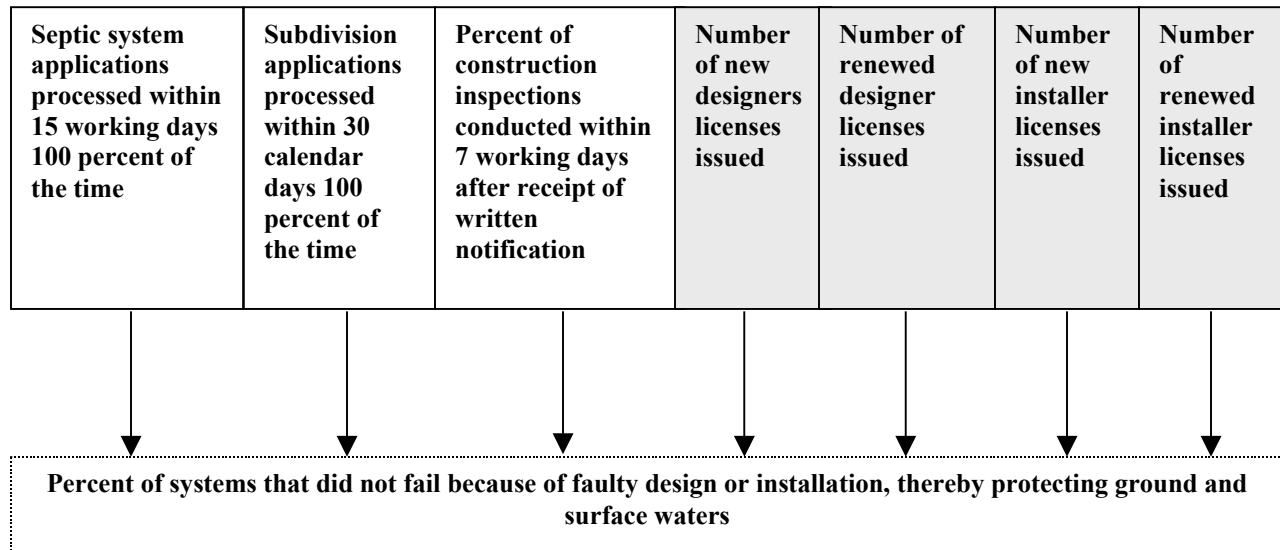 Septic system
applications
processed within
15 working days
100 percent of
the time
Subdivision
applications
processed
within 30
calendar
days 100
percent of
the time
Percent of
construction
inspections
conducted within
7 working days
after receipt of
written
notification
Number
of new
designers
licenses
issued
Number of
renewed
designer
licenses
issued
Number
of new
installer
licenses
issued
Number
of
renewed
installer
licenses
issued
Percent of systems that did not fail because of faulty design or installation, thereby protecting ground and
surface waters